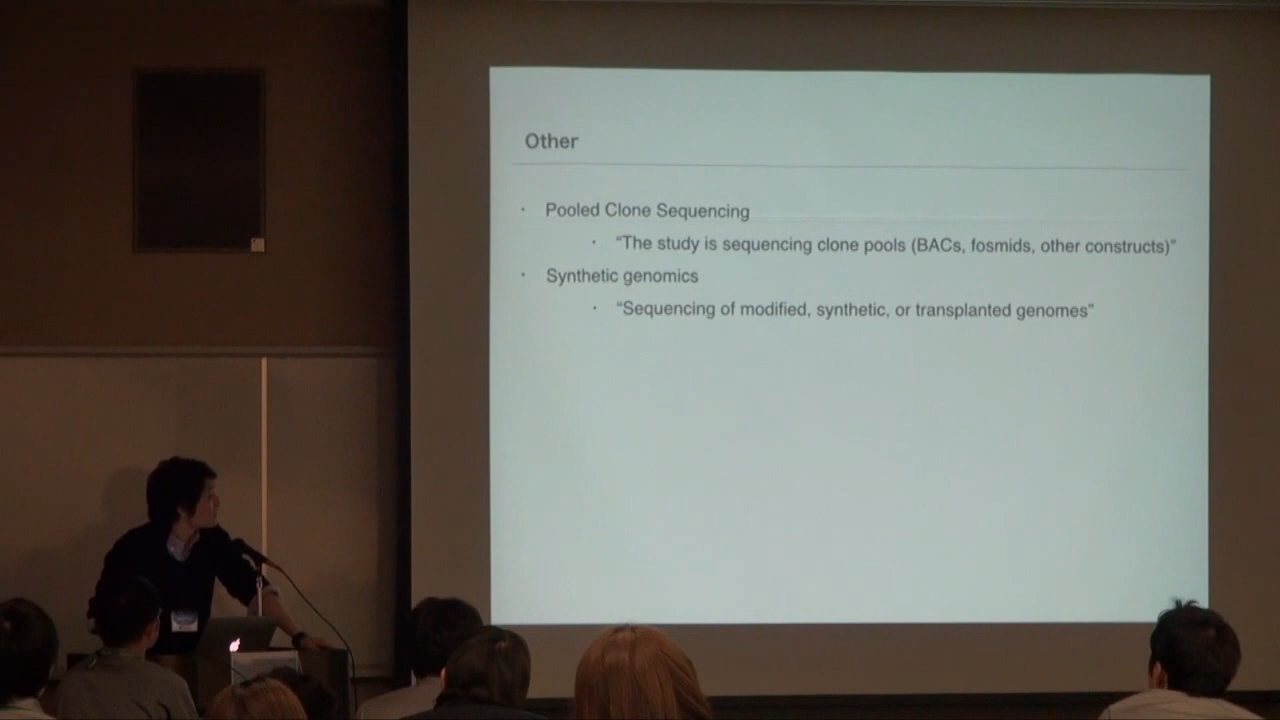 Other
· Pooled Clone Sequencing
· “The study is sequencing clone pools (BACs, fosmids, other constructs)”
· Synthetic genomics
· “Sequencing of modified, synthetic, or transplanted genomes”